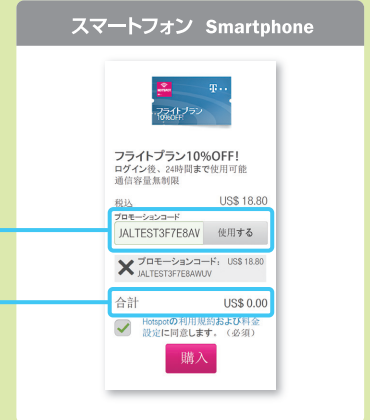 スマートフォン Smartphone
HOTSPOT
T··
フライトプラン
10%OFF!
フライトプラン10%OFF!
ログイン後、24時間まで使用可能
通信容量無制限
税込 US$ 18.80
プロモーションコード
JALTEST3F7E8AV 使用する
プロモーションコード: US$ 18.80
JALTEST3F7E8AWUV
合計 US$ 0.00
Hotspotの利用規約および料金
設定に同意します。（必須）
購入